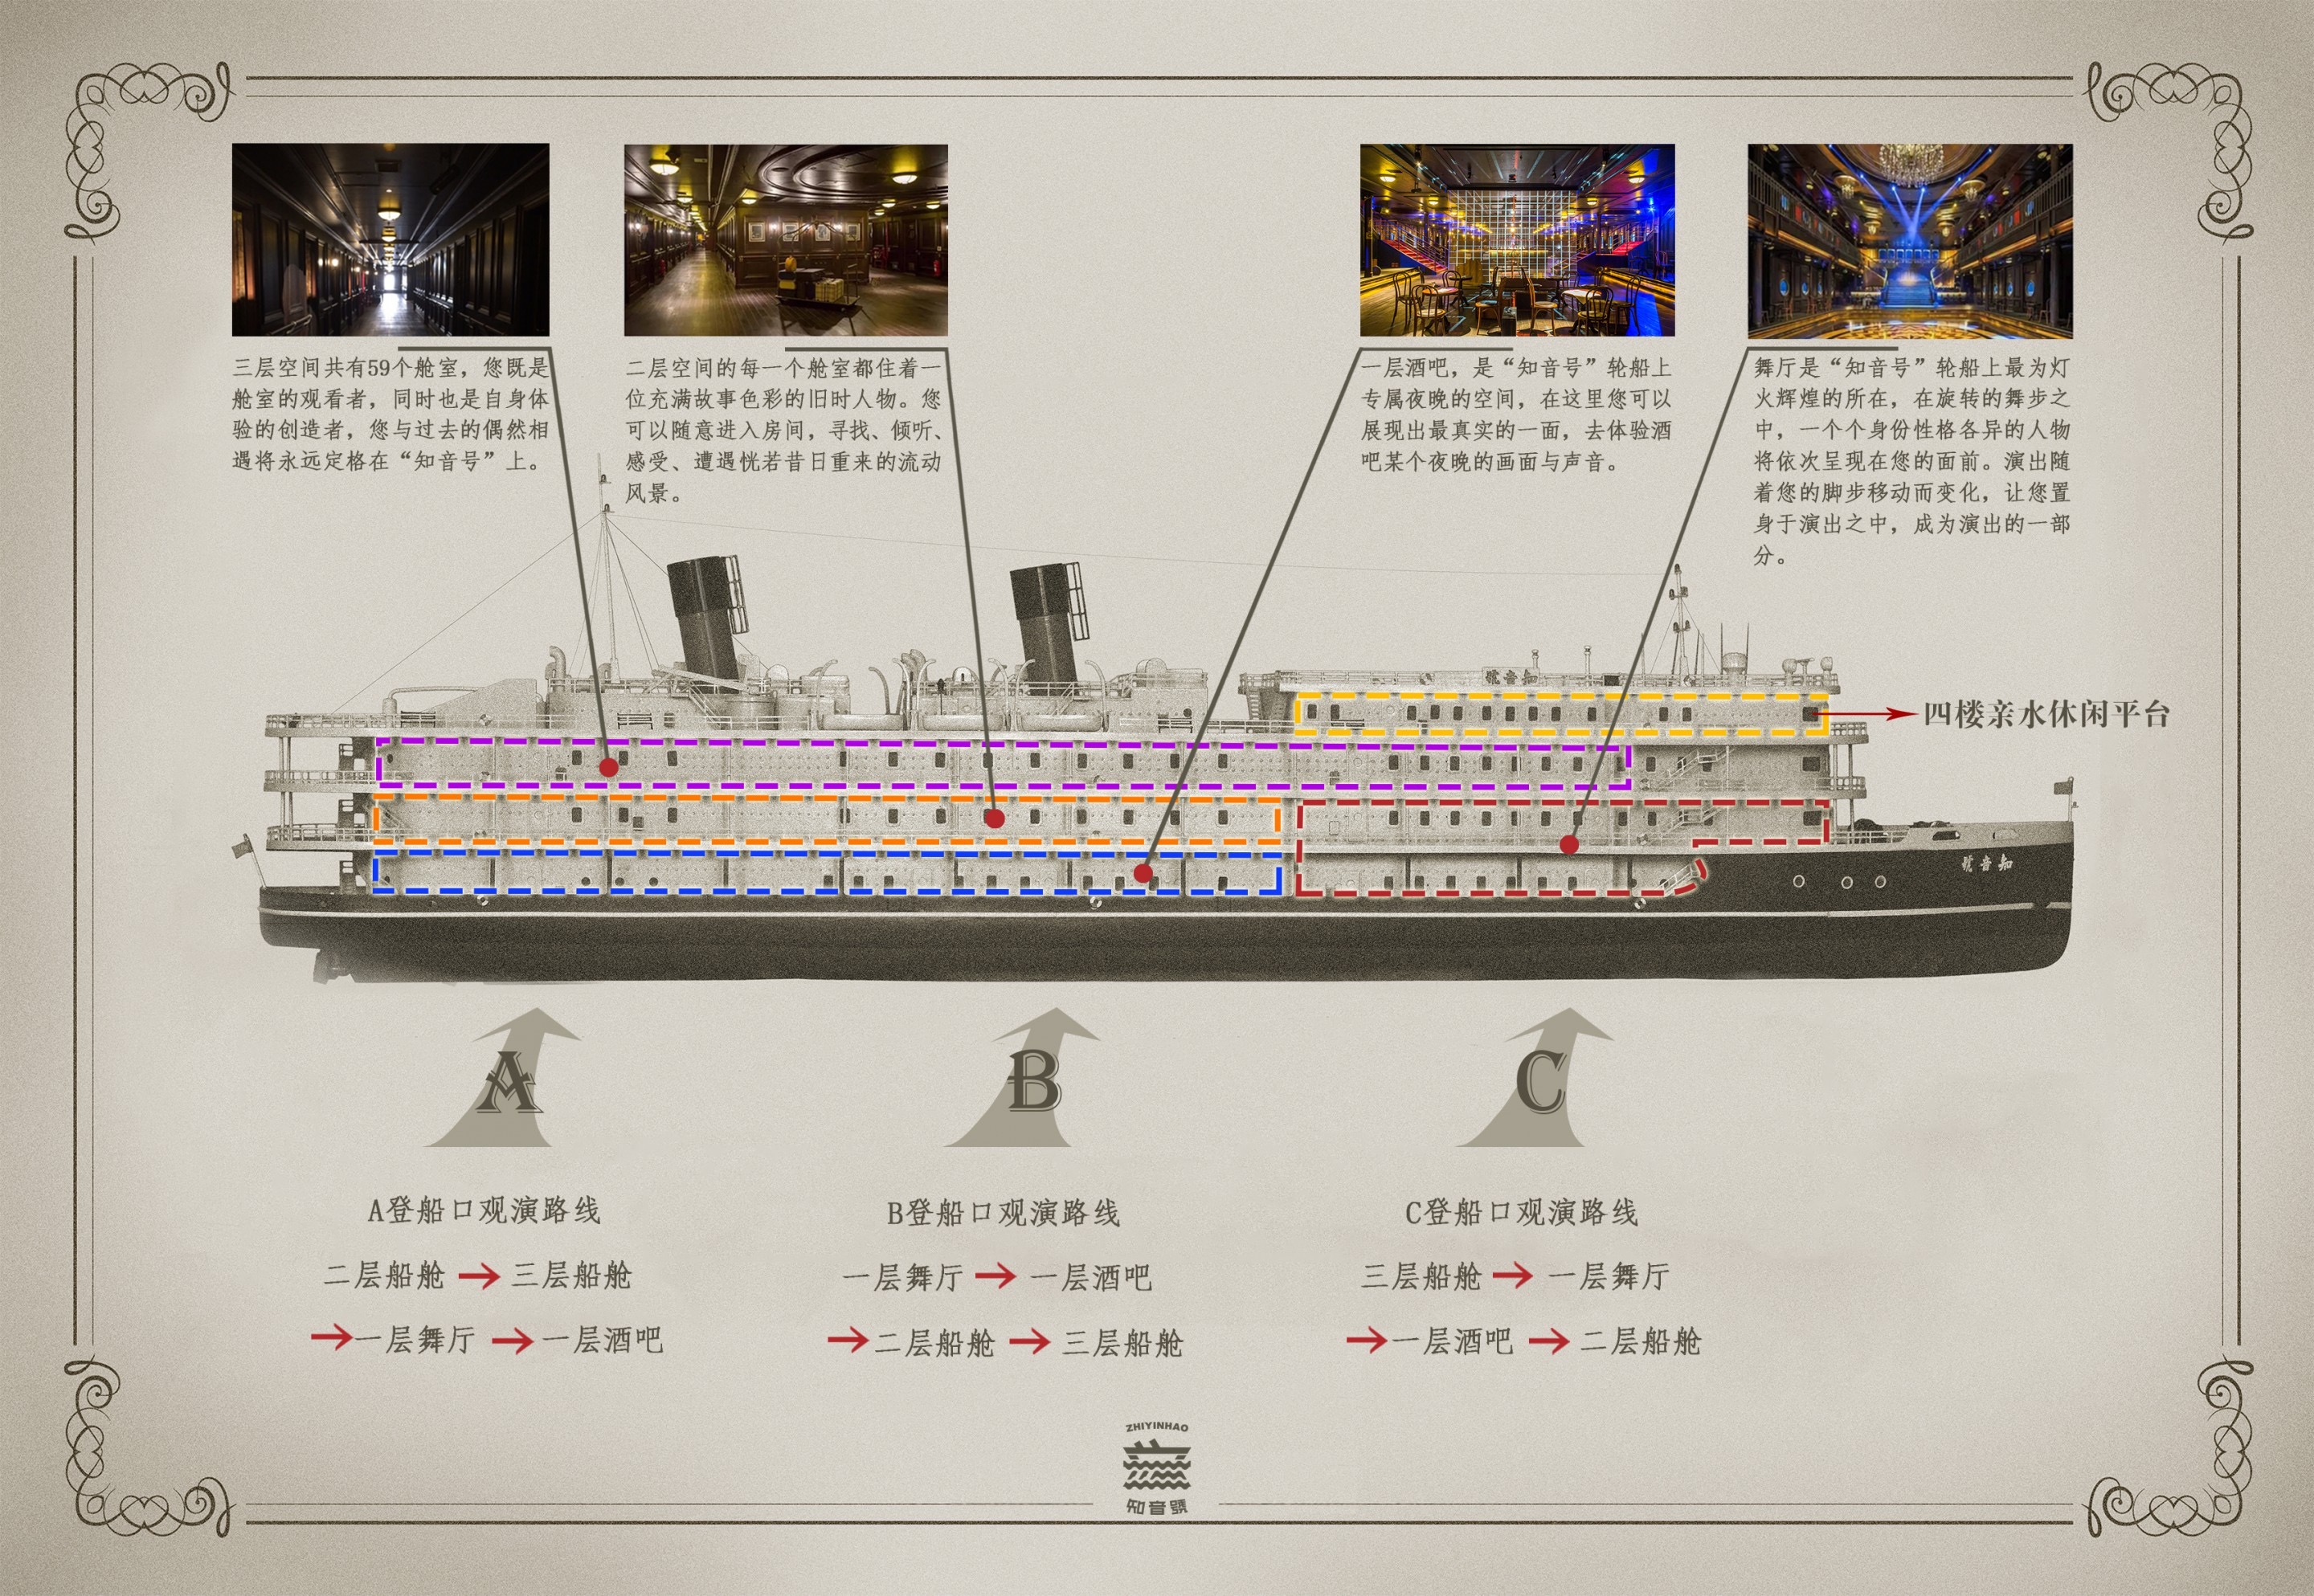 三层空间共有59个舱室，您既是
舱室的观看者，同时也是自身体
验的创造者，您与过去的偶然相
遇将永远定格在“知音号”上。
二层空间的每一个舱室都住着一
位充满故事色彩的旧时人物。您
可以随意进入房间，寻找、倾听、
感受、遭遇恍若昔日重来的流动
风景。
一层酒吧，是“知音号”轮船上
专属夜晚的空间，在这里您可以
展现出最真实的一面，去体验酒
吧某个夜晚的画面与声音。
舞厅是“知音号”轮船上最为灯
火辉煌的所在，在旋转的舞步之
中，一个个身份性格各异的人物
将依次呈现在您的面前。演出随
着您的脚步移动而变化，让您置
身于演出之中，成为演出的一部
分。
號音知
四楼亲水休闲平台
號音知
A
B
C
A登船口观演路线
二层船舱→三层船舱
→一层舞厅→一层酒吧
B登船口观演路线
一层舞厅→一层酒吧
→二层船舱→三层船舱
C登船口观演路线
三层船舱→一层舞厅
→一层酒吧→二层船舱
ZHIYINHAO
知音號